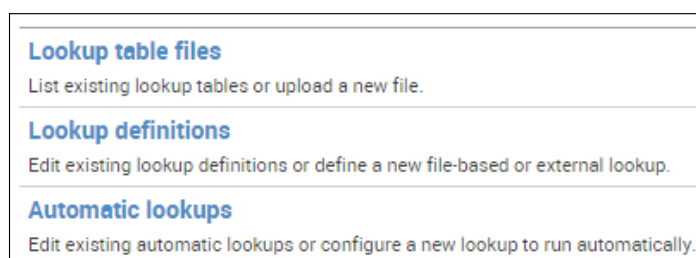 Lookup table files
List existing lookup tables or upload a new file.
Lookup definitions
Edit existing lookup definitions or define a new file-based or external lookup.
Automatic lookups
Edit existing automatic lookups or configure a new lookup to run automatically.